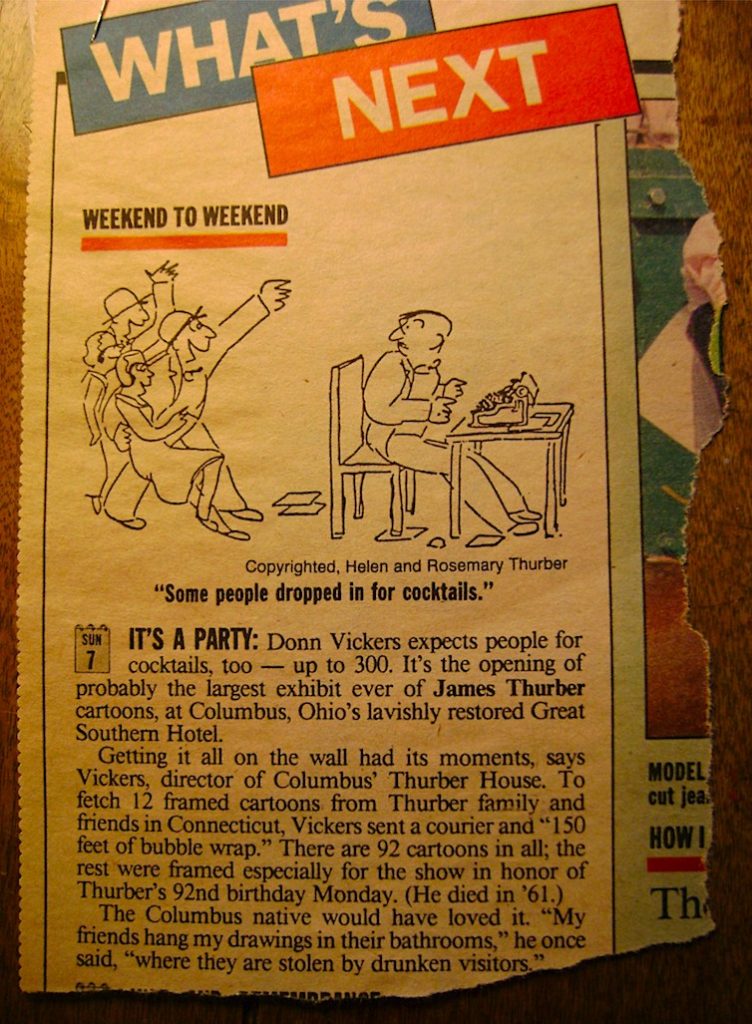 WHAT'S
NEXT
WEEKEND TO WEEKEND
Copyrighted, Helen and Rosemary Thurber
"Some people dropped in for cocktails."
SUN
7
IT'S A PARTY: Donn Vickers expects people for
cocktails, too — up to 300. It's the opening of
probably the largest exhibit ever of James Thurber
cartoons, at Columbus, Ohio's lavishly restored Great
Southern Hotel.
Getting it all on the wall had its moments, says
Vickers, director of Columbus' Thurber House. To
fetch 12 framed cartoons from Thurber family and
friends in Connecticut, Vickers sent a courier and "150
feet of bubble wrap." There are 92 cartoons in all; the
rest were framed especially for the show in honor of
Thurber's 92nd birthday Monday. (He died in '61.)
The Columbus native would have loved it. "My
friends hang my drawings in their bathrooms," he once
said, "where they are stolen by drunken visitors."
MODEL
cut jea
HOW
Th